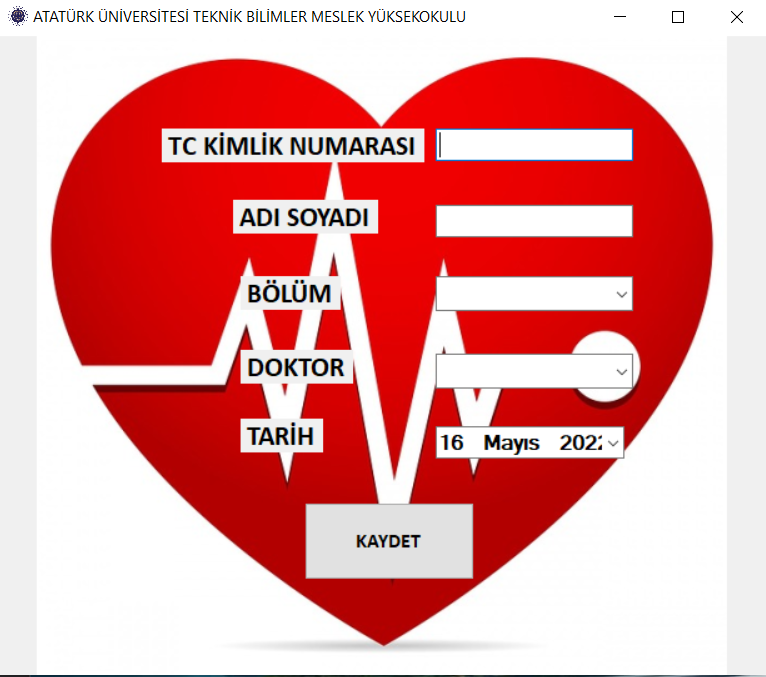 ATATÜRK ÜNİVERSİTESİ TEKNİK BİLİMLER MESLEK YÜKSEKOKULU
TC KİMLİK NUMARASI
ADI SOYADI
BÖLÜM
DOKTOR
TARİH 16 Mayıs 2022
KAYDET